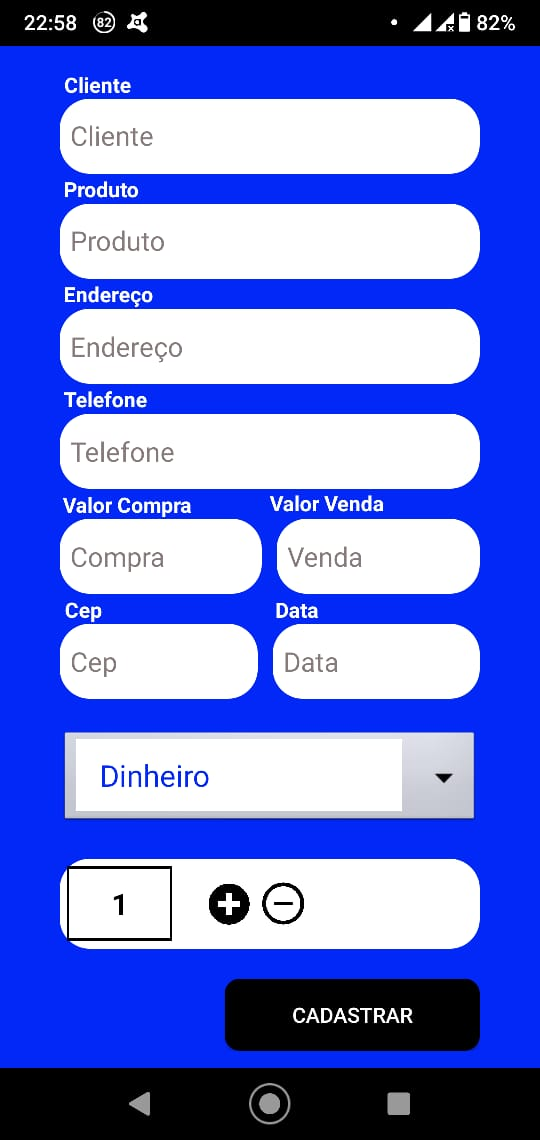 22:58 82 82%
Cliente
Cliente
Produto
Produto
Endereço
Endereço
Telefone
Telefone
Valor Compra Valor Venda
Compra Venda
Cep Data
Cep Data
Dinheiro
1
CADASTRAR